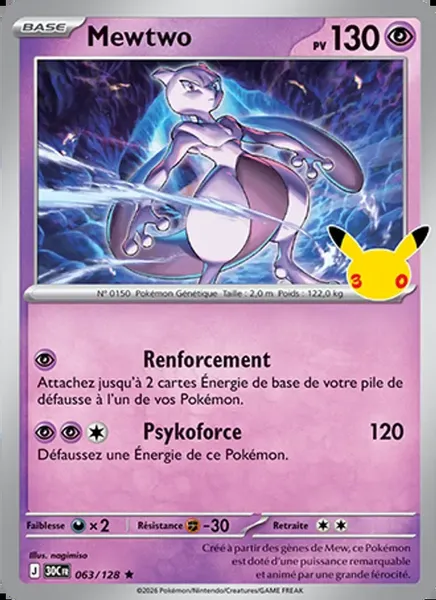 BASE
Mewtwo
PV 130
30
N° 0150 Pokémon Génétique Taille : 2,0 m Poids : 122,0 kg
Renforcement
Attachez jusqu'à 2 cartes Énergie de base de votre pile de
défausse à l'un de vos Pokémon.
Psykoforce 120
Défaussez une Énergie de ce Pokémon.
Faiblesse ×2 Résistance -30 Retraite
Illus. nagimiso
J 30C FR 063/128 ★
Créé à partir des gènes de Mew, ce Pokémon
est doté d'une puissance remarquable
et animé par une grande férocité.
©2026 Pokémon/Nintendo/Creatures/GAME FREAK